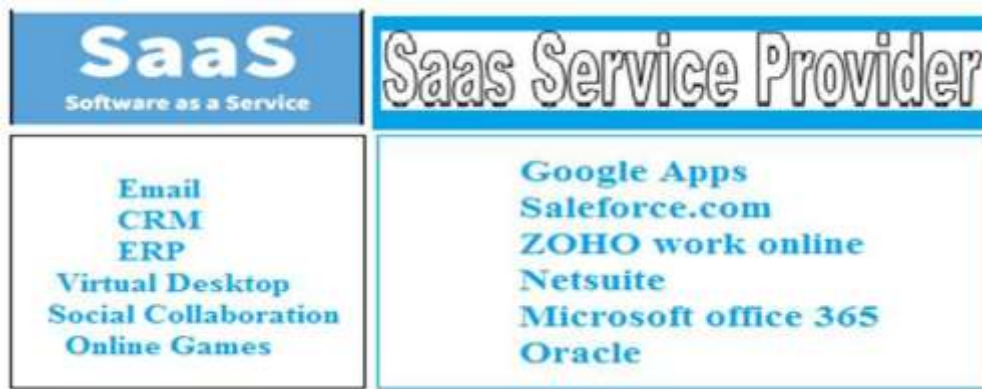 SaaS
Software as a Service
Saas Service Provider
Email
CRM
ERP
Virtual Desktop
Social Collaboration
Online Games
Google Apps
Saleforce.com
ZOHO work online
Netsuite
Microsoft office 365
Oracle